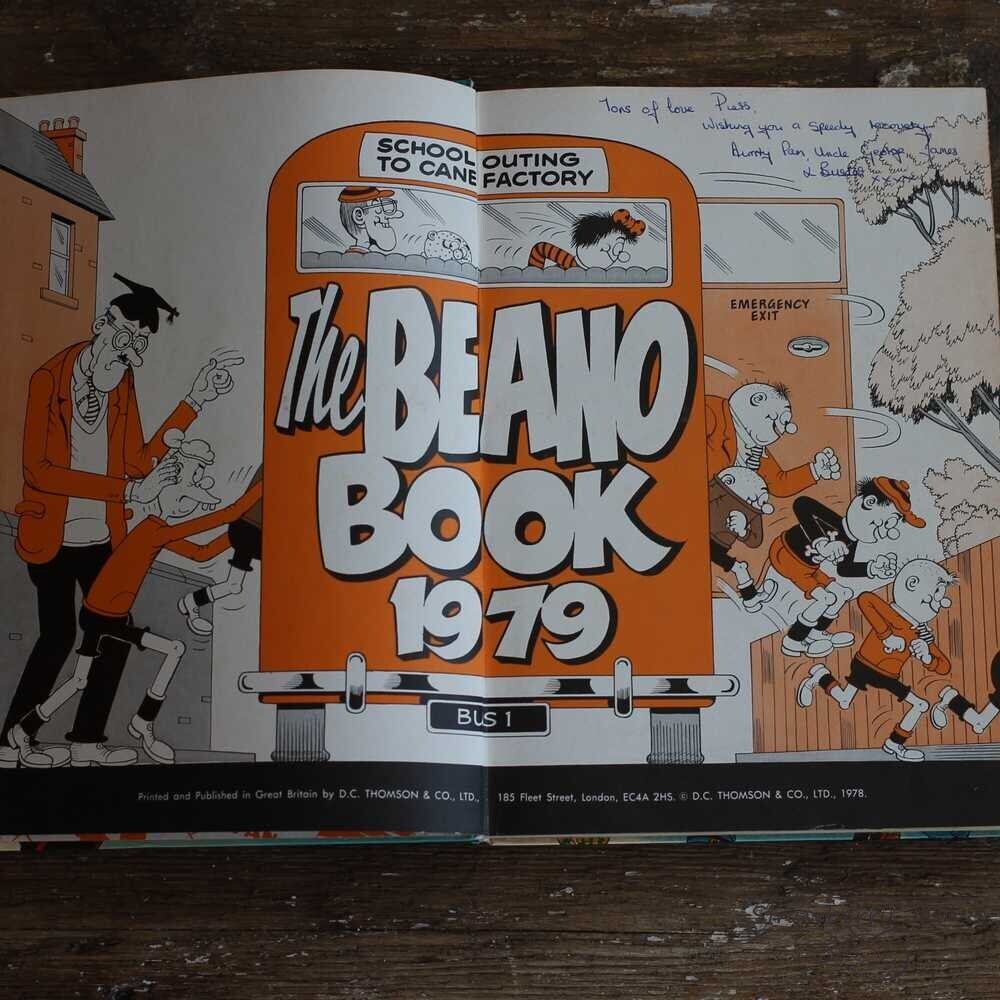 Tons of love Puss,
Wishing you a speedy recovery
Aunty Pam, Uncle George, James
& Buster xxxx
SCHOOL OUTING
TO CANE FACTORY
EMERGENCY
EXIT
The BEANO
BOOK
1979
BUS 1
Printed and Published in Great Britain by D.C. THOMSON & CO., LTD., 185 Fleet Street, London, EC4A 2HS. © D.C. THOMSON & CO., LTD., 1978.